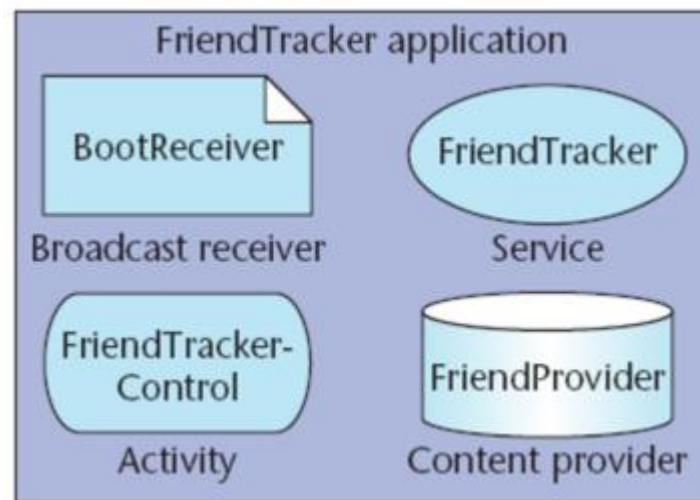 FriendTracker application
BootReceiver
Broadcast receiver
FriendTracker
Service
FriendTracker-
Control
Activity
FriendProvider
Content provider